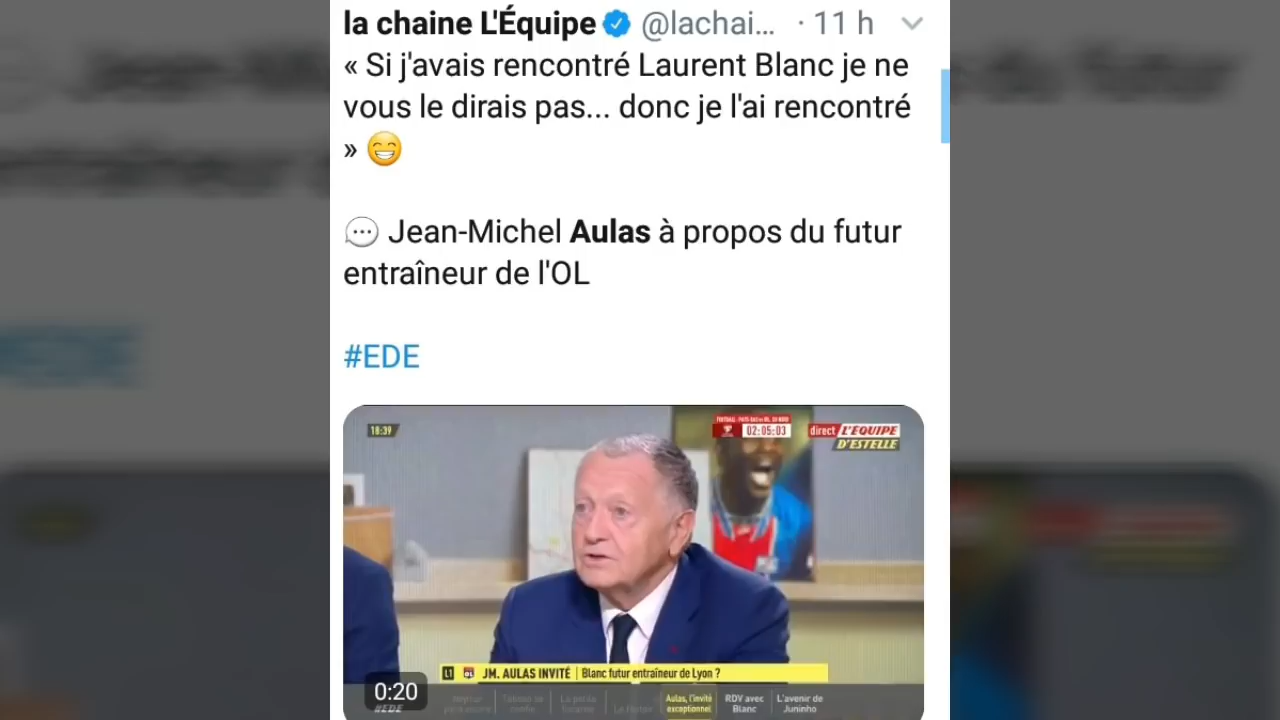 la chaine L'Équipe @lachai... · 11 h
« Si j'avais rencontré Laurent Blanc je ne
vous le dirais pas... donc je l'ai rencontré
» 😁
💬 Jean-Michel Aulas à propos du futur
entraîneur de l'OL
#EDE
18:39
02:05:03
direct L'EQUIPE
D'ESTELLE
L1 OL JM. AULAS INVITÉ | Blanc futur entraîneur de Lyon ?
0:20
#EDE
Aulas, l'invité
exceptionnel
RDV avec
Blanc
L'avenir de
Juninho